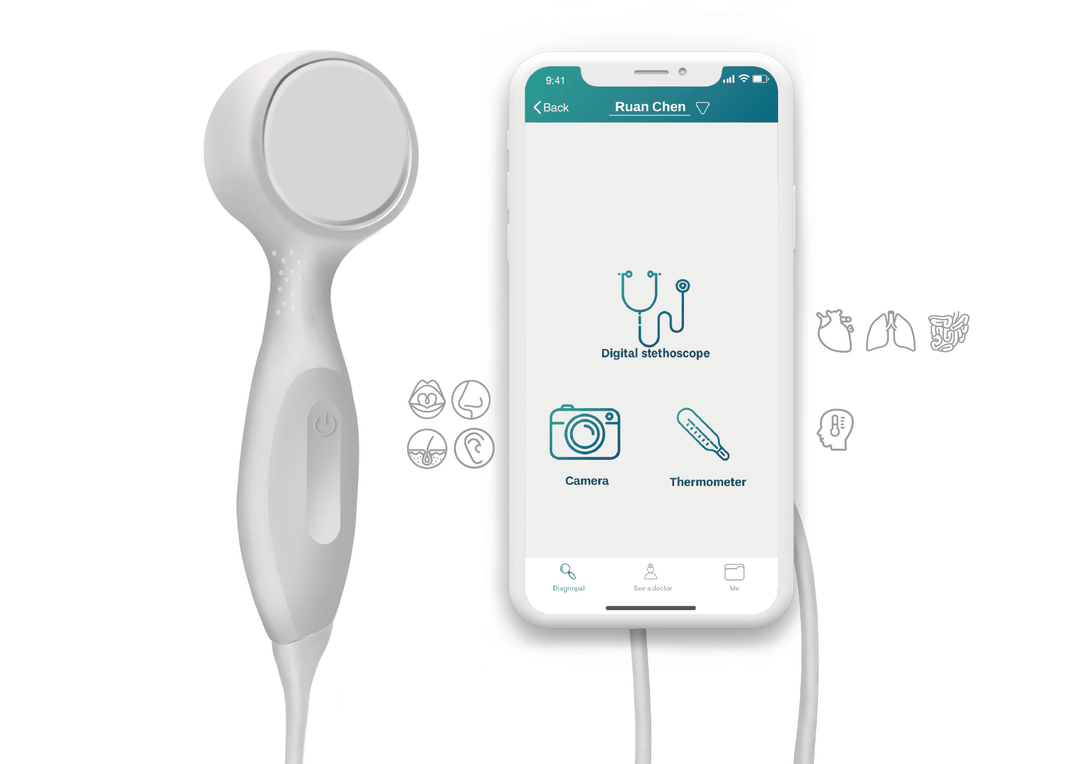 9:41
Back
Ruan Chen
Digital stethoscope
Camera
Thermometer
Diagnopal
See a doctor
Me